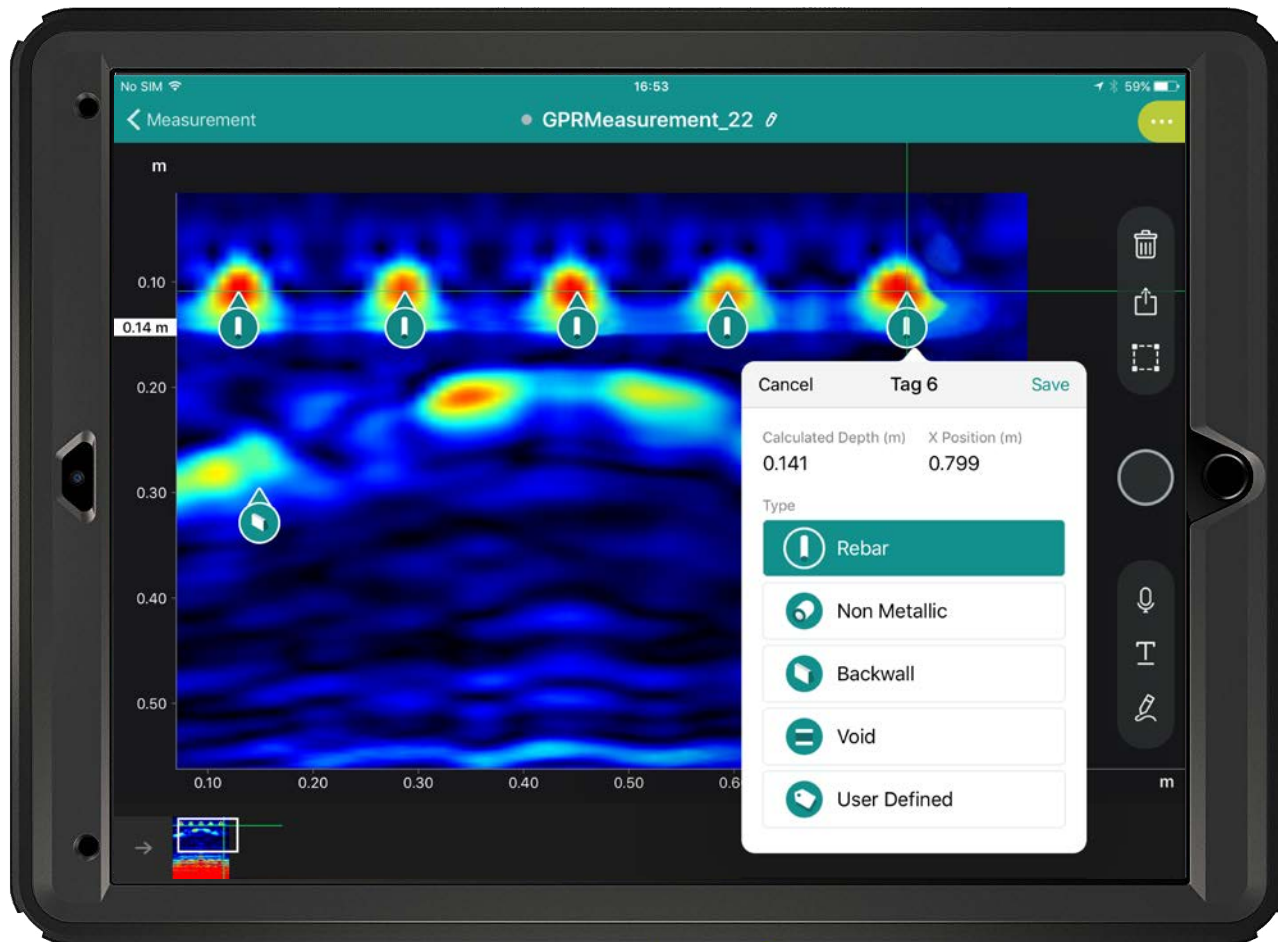 No SIM 16:53 59%
Measurement GPRMeasurement_22
m
0.10
0.14 m
0.20
0.30
0.40
0.50
0.10 0.20 0.30 0.40 0.50 0.6 m
Cancel Tag 6 Save
Calculated Depth (m) X Position (m)
0.141 0.799
Type
Rebar
Non Metallic
Backwall
Void
User Defined
T